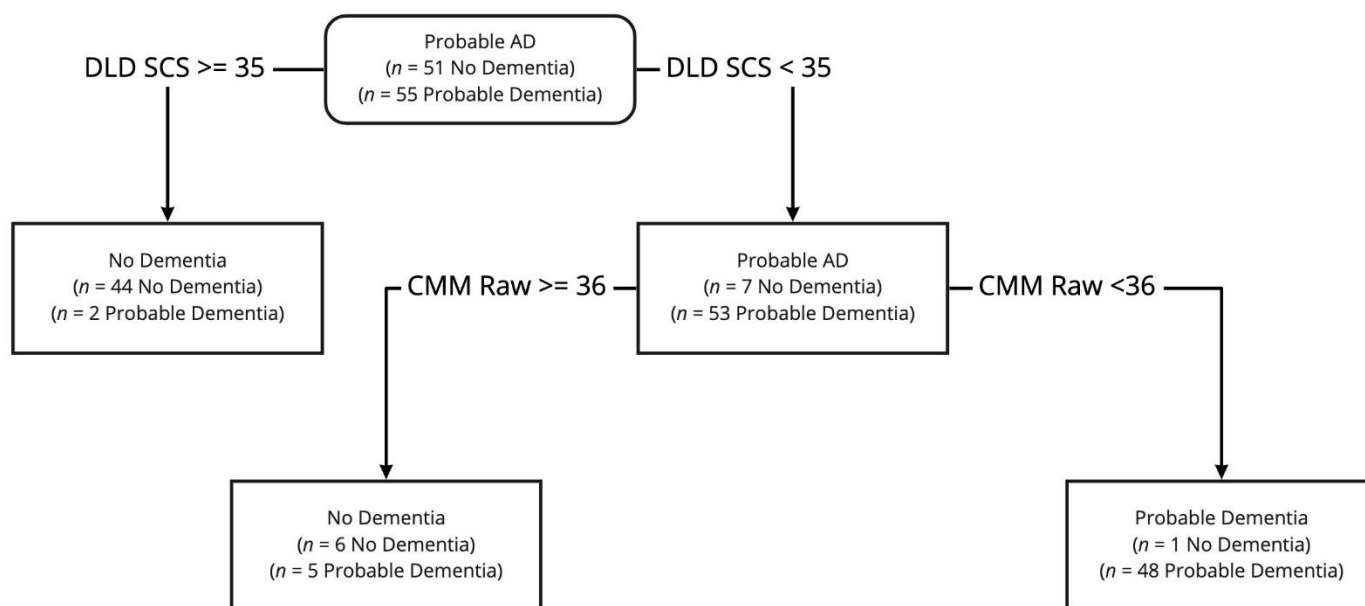 Probable AD
(n = 51 No Dementia)
(n = 55 Probable Dementia)
DLD SCS >= 35
DLD SCS < 35
No Dementia
(n = 44 No Dementia)
(n = 2 Probable Dementia)
Probable AD
(n = 7 No Dementia)
(n = 53 Probable Dementia)
CMM Raw >= 36
CMM Raw <36
No Dementia
(n = 6 No Dementia)
(n = 5 Probable Dementia)
Probable Dementia
(n = 1 No Dementia)
(n = 48 Probable Dementia)